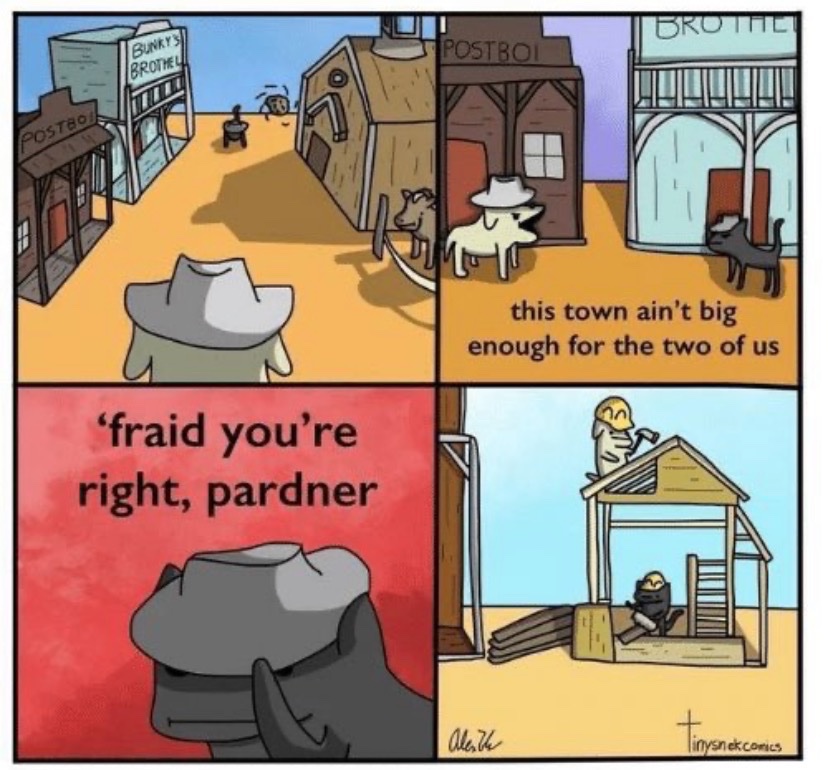 BUNKY'S
BROTHEL
POSTBOI
POSTBOI
BROTHEL
this town ain't big
enough for the two of us
'fraid you're
right, pardner
tinysnekcomics